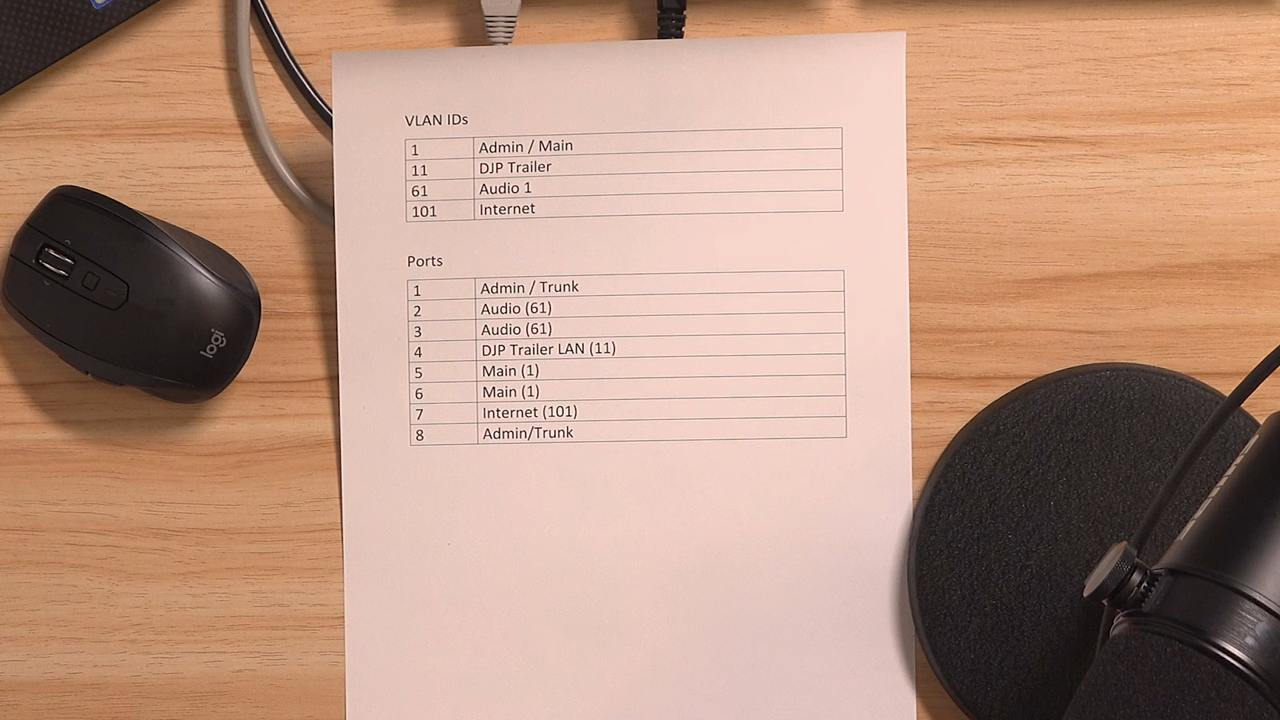 VLAN IDs
1 Admin / Main
11 DJP Trailer
61 Audio 1
101 Internet
Ports
1 Admin / Trunk
2 Audio (61)
3 Audio (61)
4 DJP Trailer LAN (11)
5 Main (1)
6 Main (1)
7 Internet (101)
8 Admin/Trunk
logi